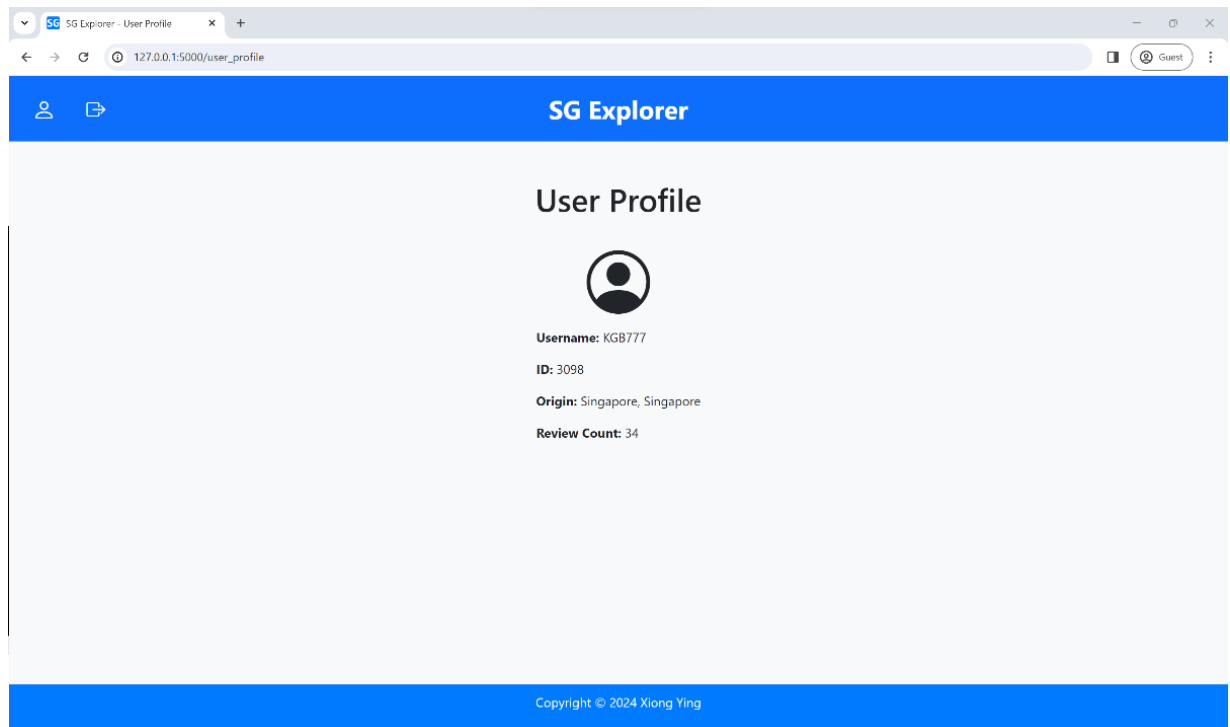 SG SG Explorer - User Profile
127.0.0.1:5000/user_profile
Guest
SG Explorer
User Profile
Username: KGB777
ID: 3098
Origin: Singapore, Singapore
Review Count: 34
Copyright © 2024 Xiong Ying